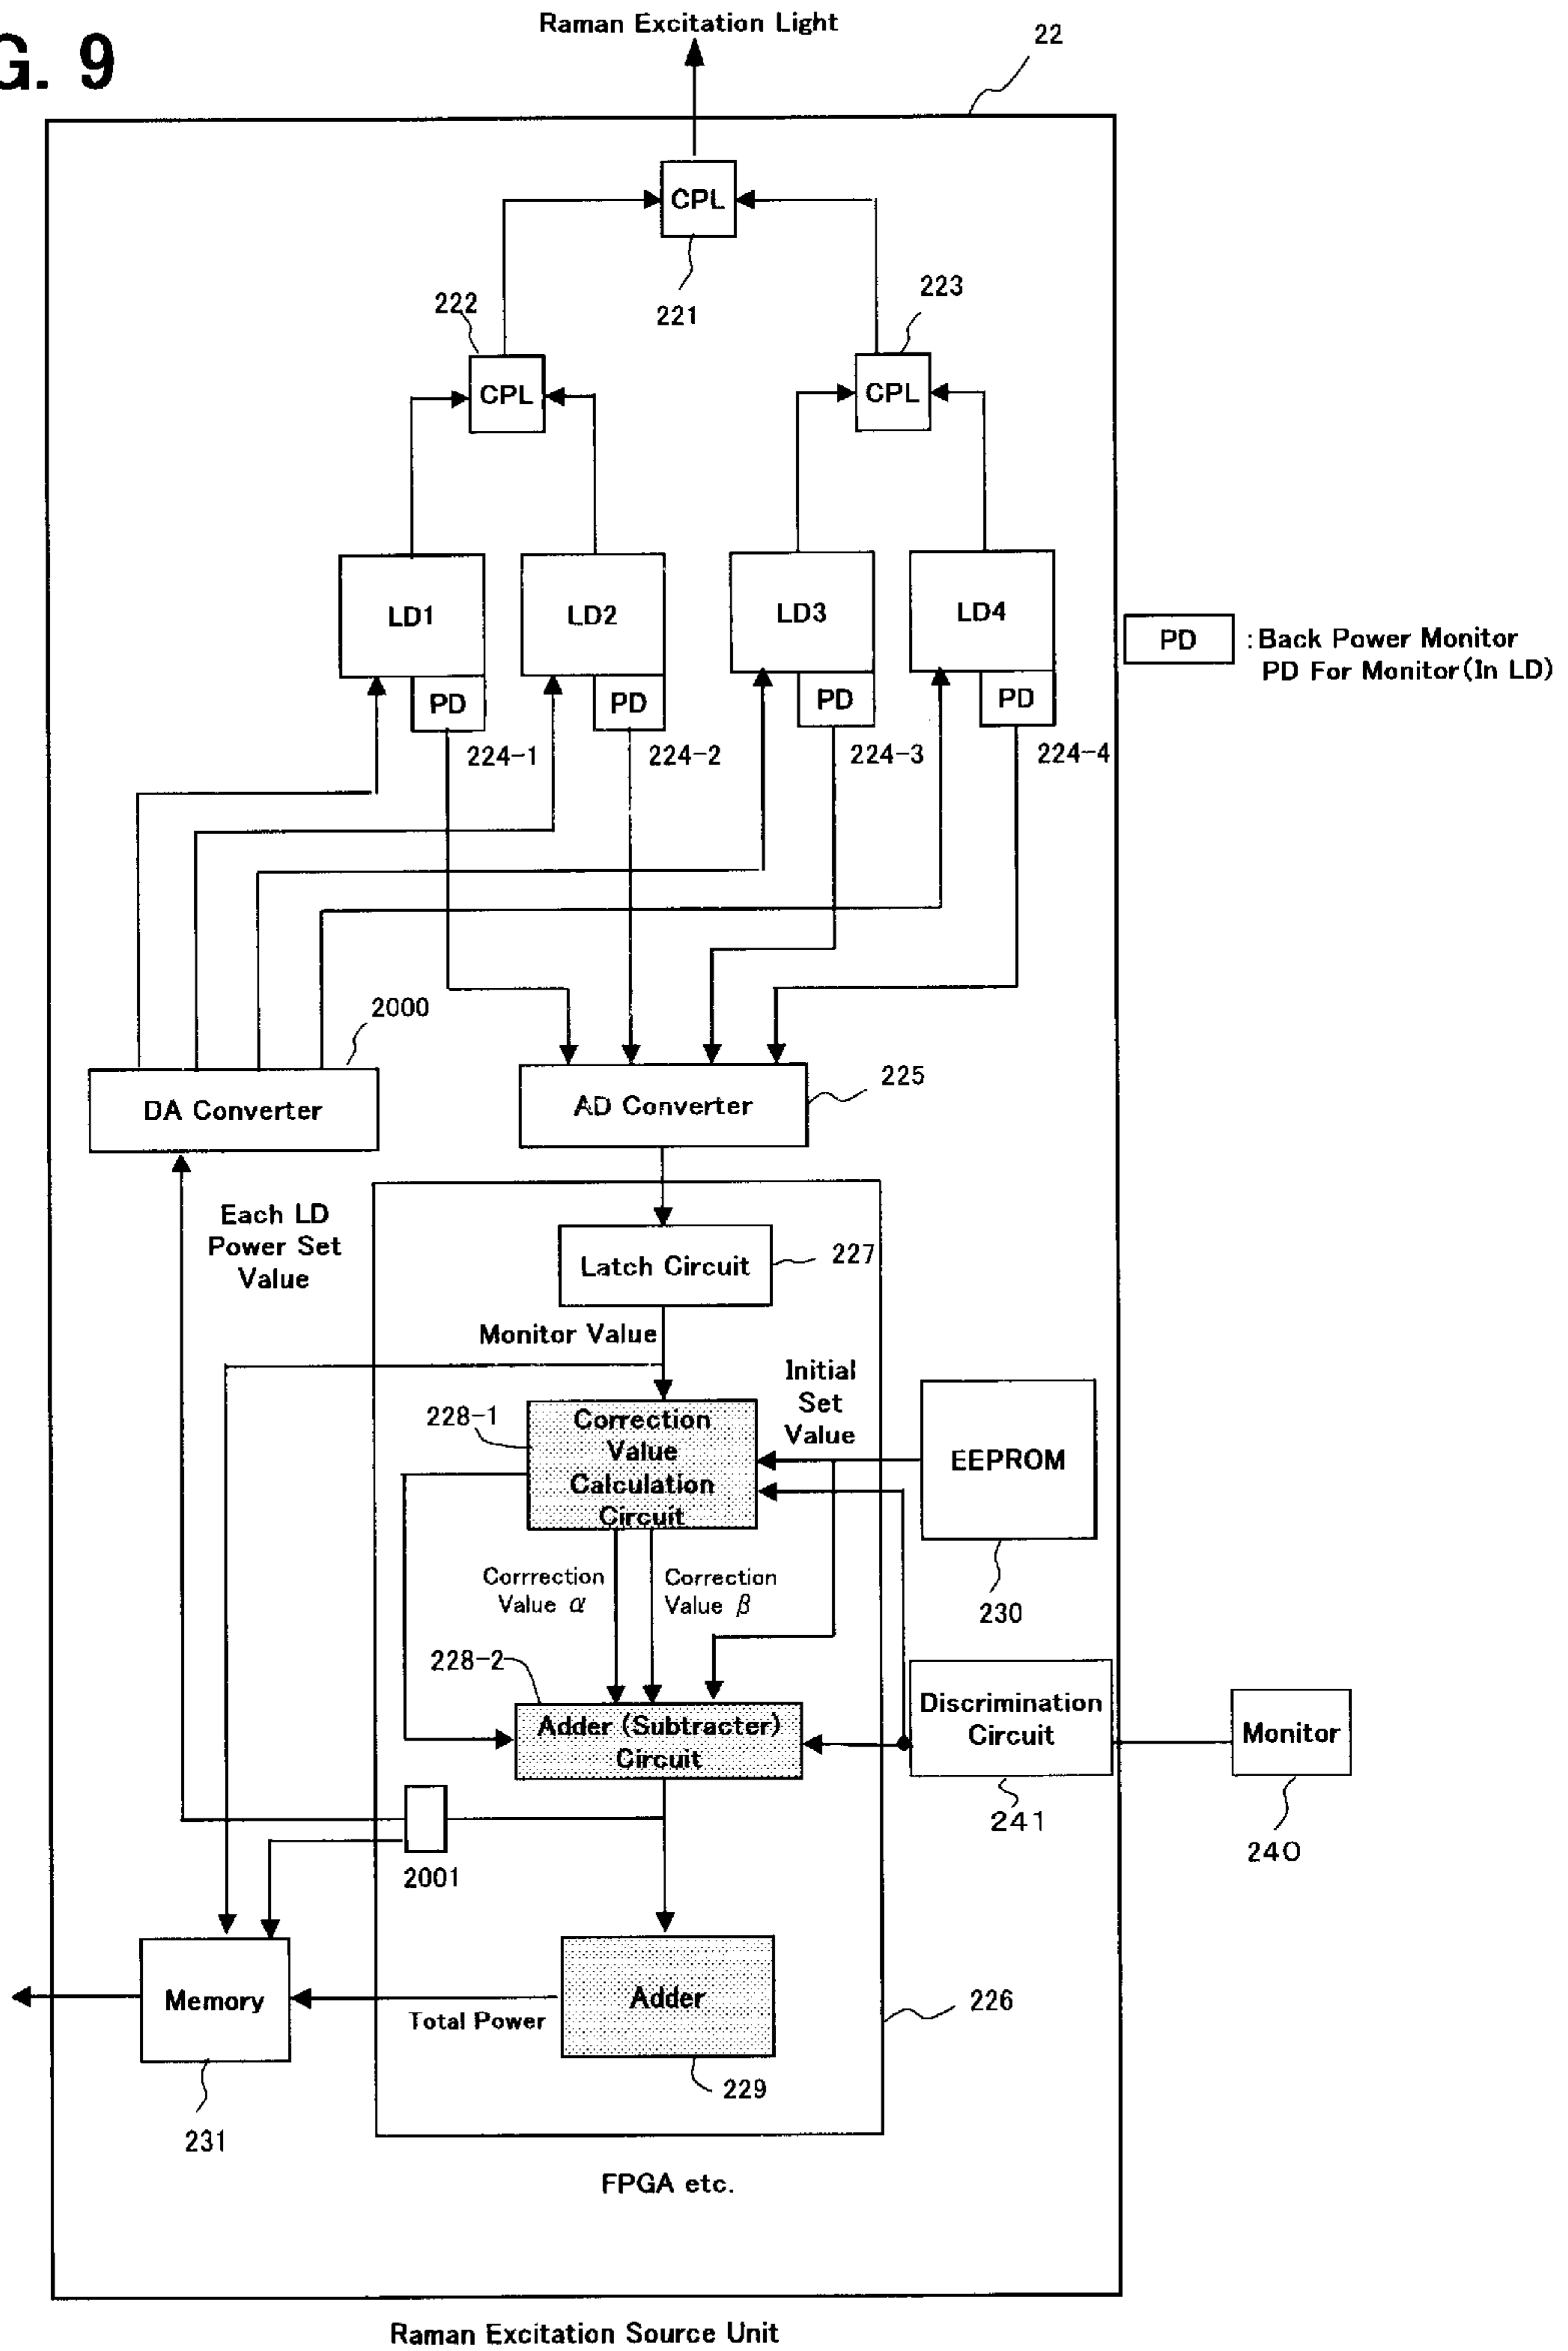 G. 9
Raman Excitation Light
22
CPL
221
222
223
CPL
CPL
LD1
LD2
LD3
LD4
PD
PD
PD
PD
PD
:Back Power Monitor
PD For Monitor(In LD)
224-1
224-2
224-3
224-4
2000
DA Converter
AD Converter
225
Each LD
Power Set
Value
Latch Circuit
227
Monitor Value
Initial
Set
Value
228-1
Correction
Value
Calculation
Circuit
EEPROM
230
Corrrection
Value α
Correction
Value β
228-2
Adder (Subtracter)
Circuit
Discrimination
Circuit
241
Monitor
240
2001
Memory
231
Total Power
Adder
229
226
FPGA etc.
Raman Excitation Source Unit